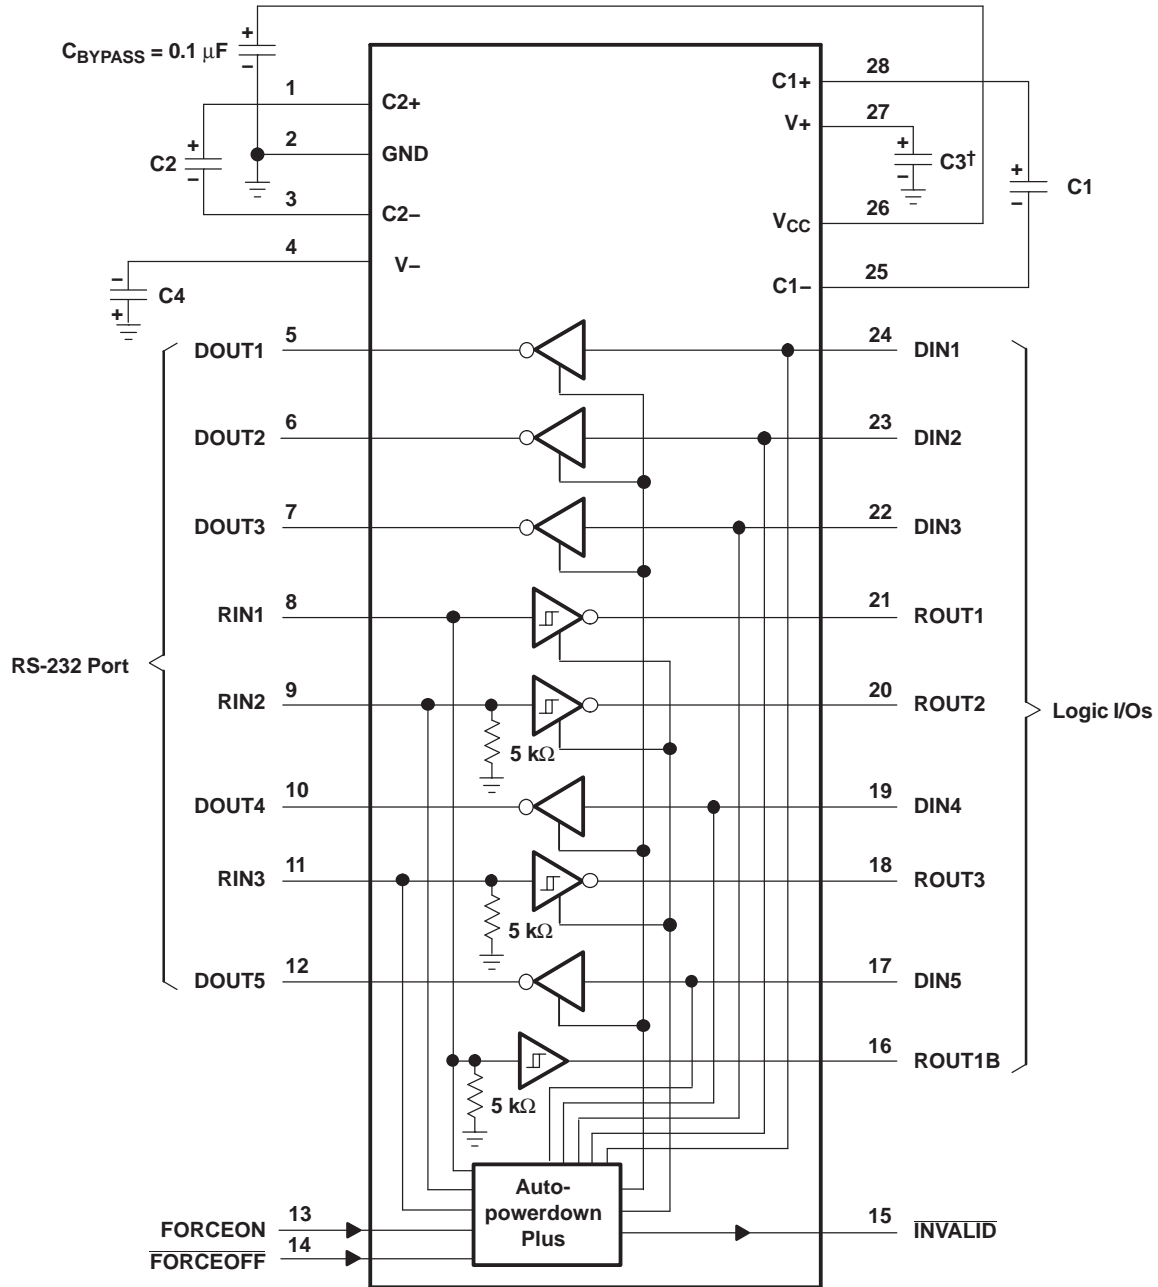 +
C_BYPASS = 0.1 μF
−
1
C2+
C1+
28
2
GND
V+
27
+
C2
−
+
C3†
−
+
C1
−
3
C2−
V_CC
26
4
V−
C1−
25
−
C4
+
DOUT1
5
24
DIN1
DOUT2
6
23
DIN2
DOUT3
7
22
DIN3
RIN1
8
21
ROUT1
RS-232 Port
RIN2
9
20
ROUT2
Logic I/Os
5 kΩ
DOUT4
10
19
DIN4
RIN3
11
18
ROUT3
5 kΩ
DOUT5
12
17
DIN5
16
ROUT1B
5 kΩ
Auto-
powerdown
Plus
FORCEON
13
15
INVALID
FORCEOFF
14